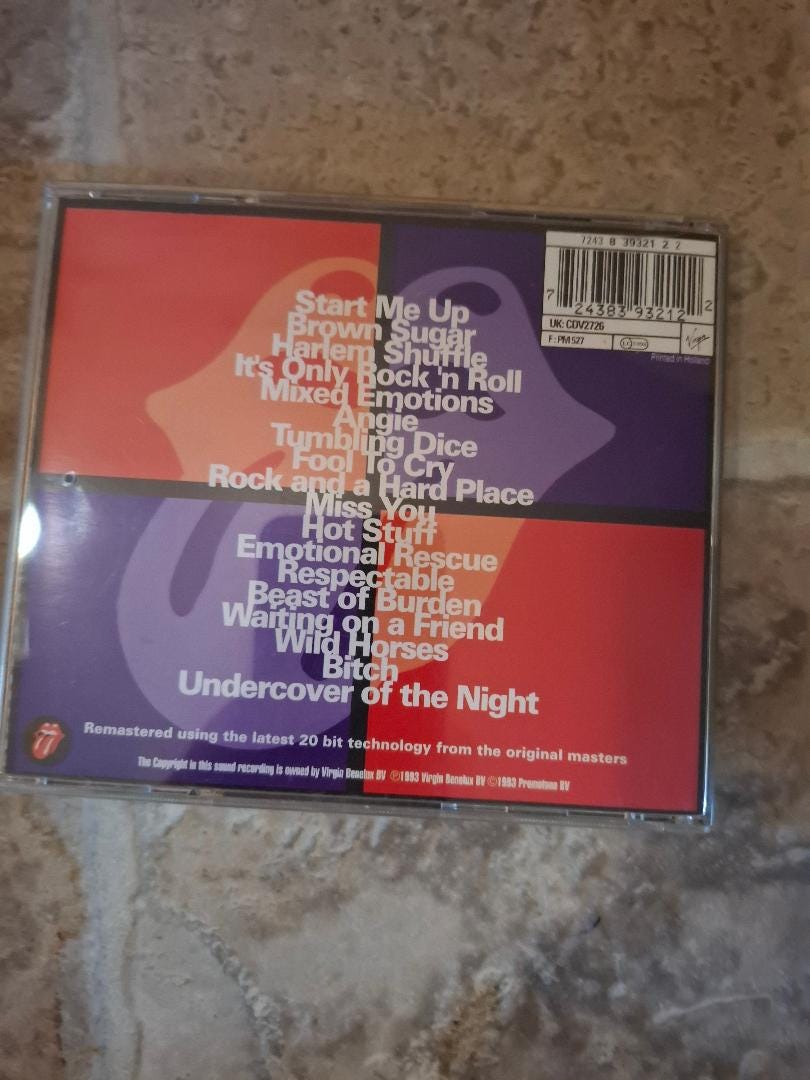 7243 8 39321 2 2
7 24383 93212 2
UK: CDV2726
F: PM 527
Virgin
Printed in Holland
Start Me Up
Brown Sugar
Harlem Shuffle
It's Only Rock 'n Roll
Mixed Emotions
Angie
Tumbling Dice
Fool To Cry
Rock and a Hard Place
Miss You
Hot Stuff
Emotional Rescue
Respectable
Beast of Burden
Waiting on a Friend
Wild Horses
Bitch
Undercover of the Night
Remastered using the latest 20 bit technology from the original masters
The Copyright in this sound recording is owned by Virgin Benelux BV ℗1993 Virgin Benelux BV ©1993 Promotone BV